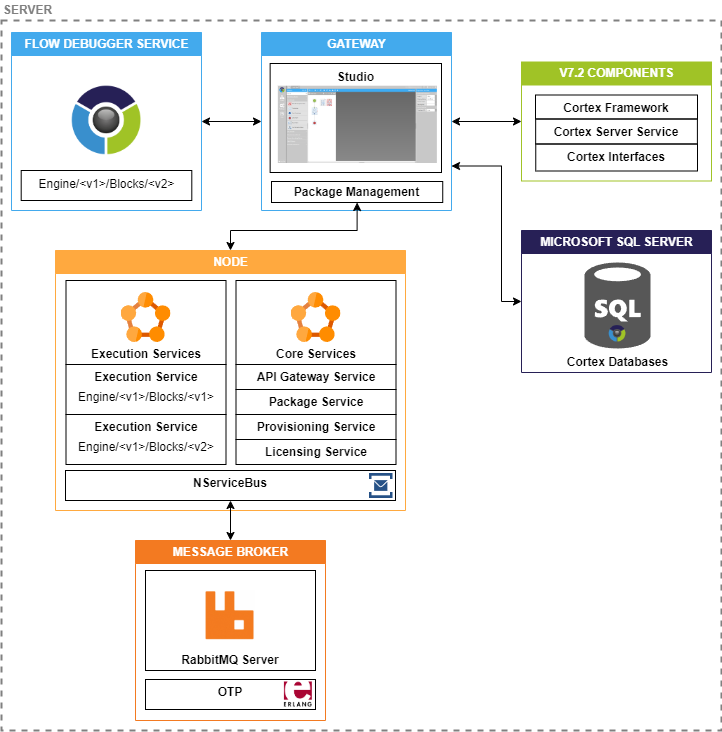 SERVER
FLOW DEBUGGER SERVICE
Engine/<v1>/Blocks/<v2>
GATEWAY
Studio
Package Management
V7.2 COMPONENTS
Cortex Framework
Cortex Server Service
Cortex Interfaces
MICROSOFT SQL SERVER
SQL
Cortex Databases
NODE
Execution Services
Execution Service
Engine/<v1>/Blocks/<v1>
Execution Service
Engine/<v1>/Blocks/<v2>
Core Services
API Gateway Service
Package Service
Provisioning Service
Licensing Service
NServiceBus
MESSAGE BROKER
RabbitMQ Server
OTP
ERLANG